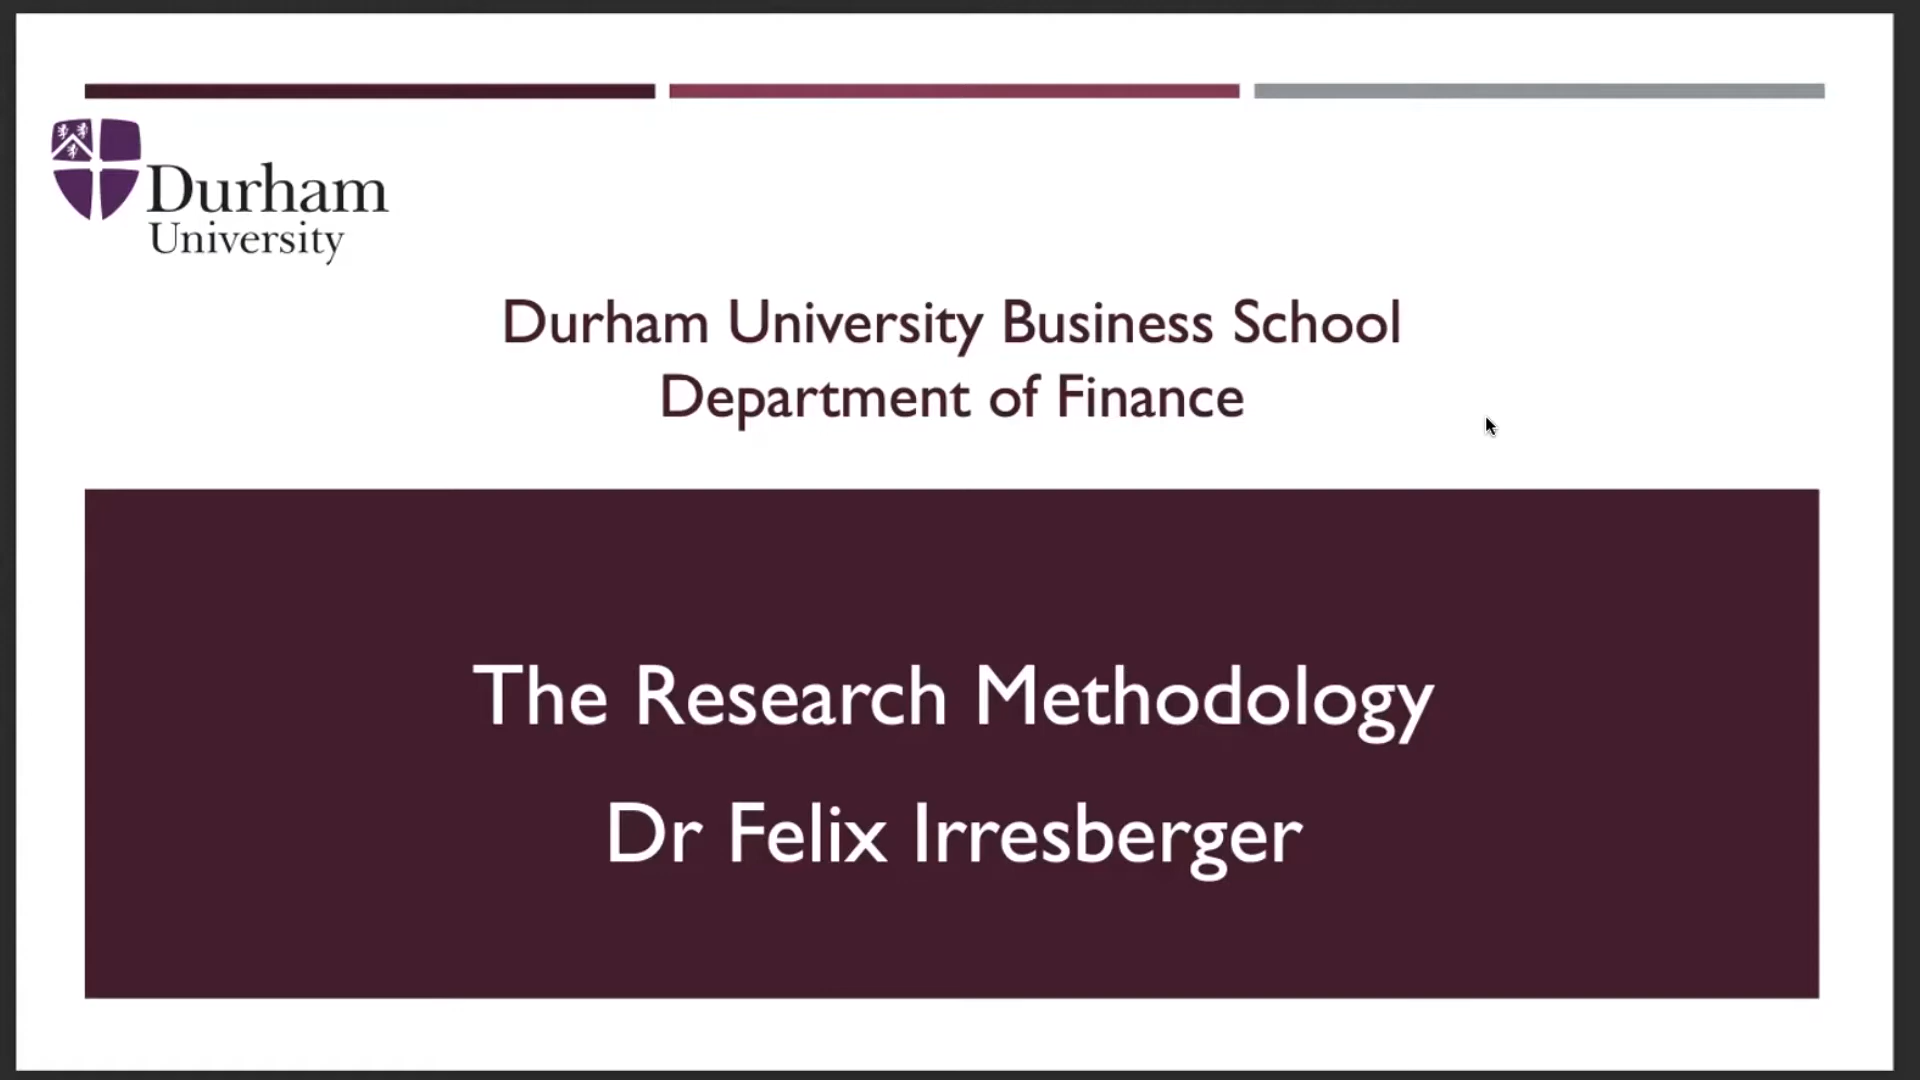 Durham
University
Durham University Business School
Department of Finance
The Research Methodology
Dr Felix Irresberger